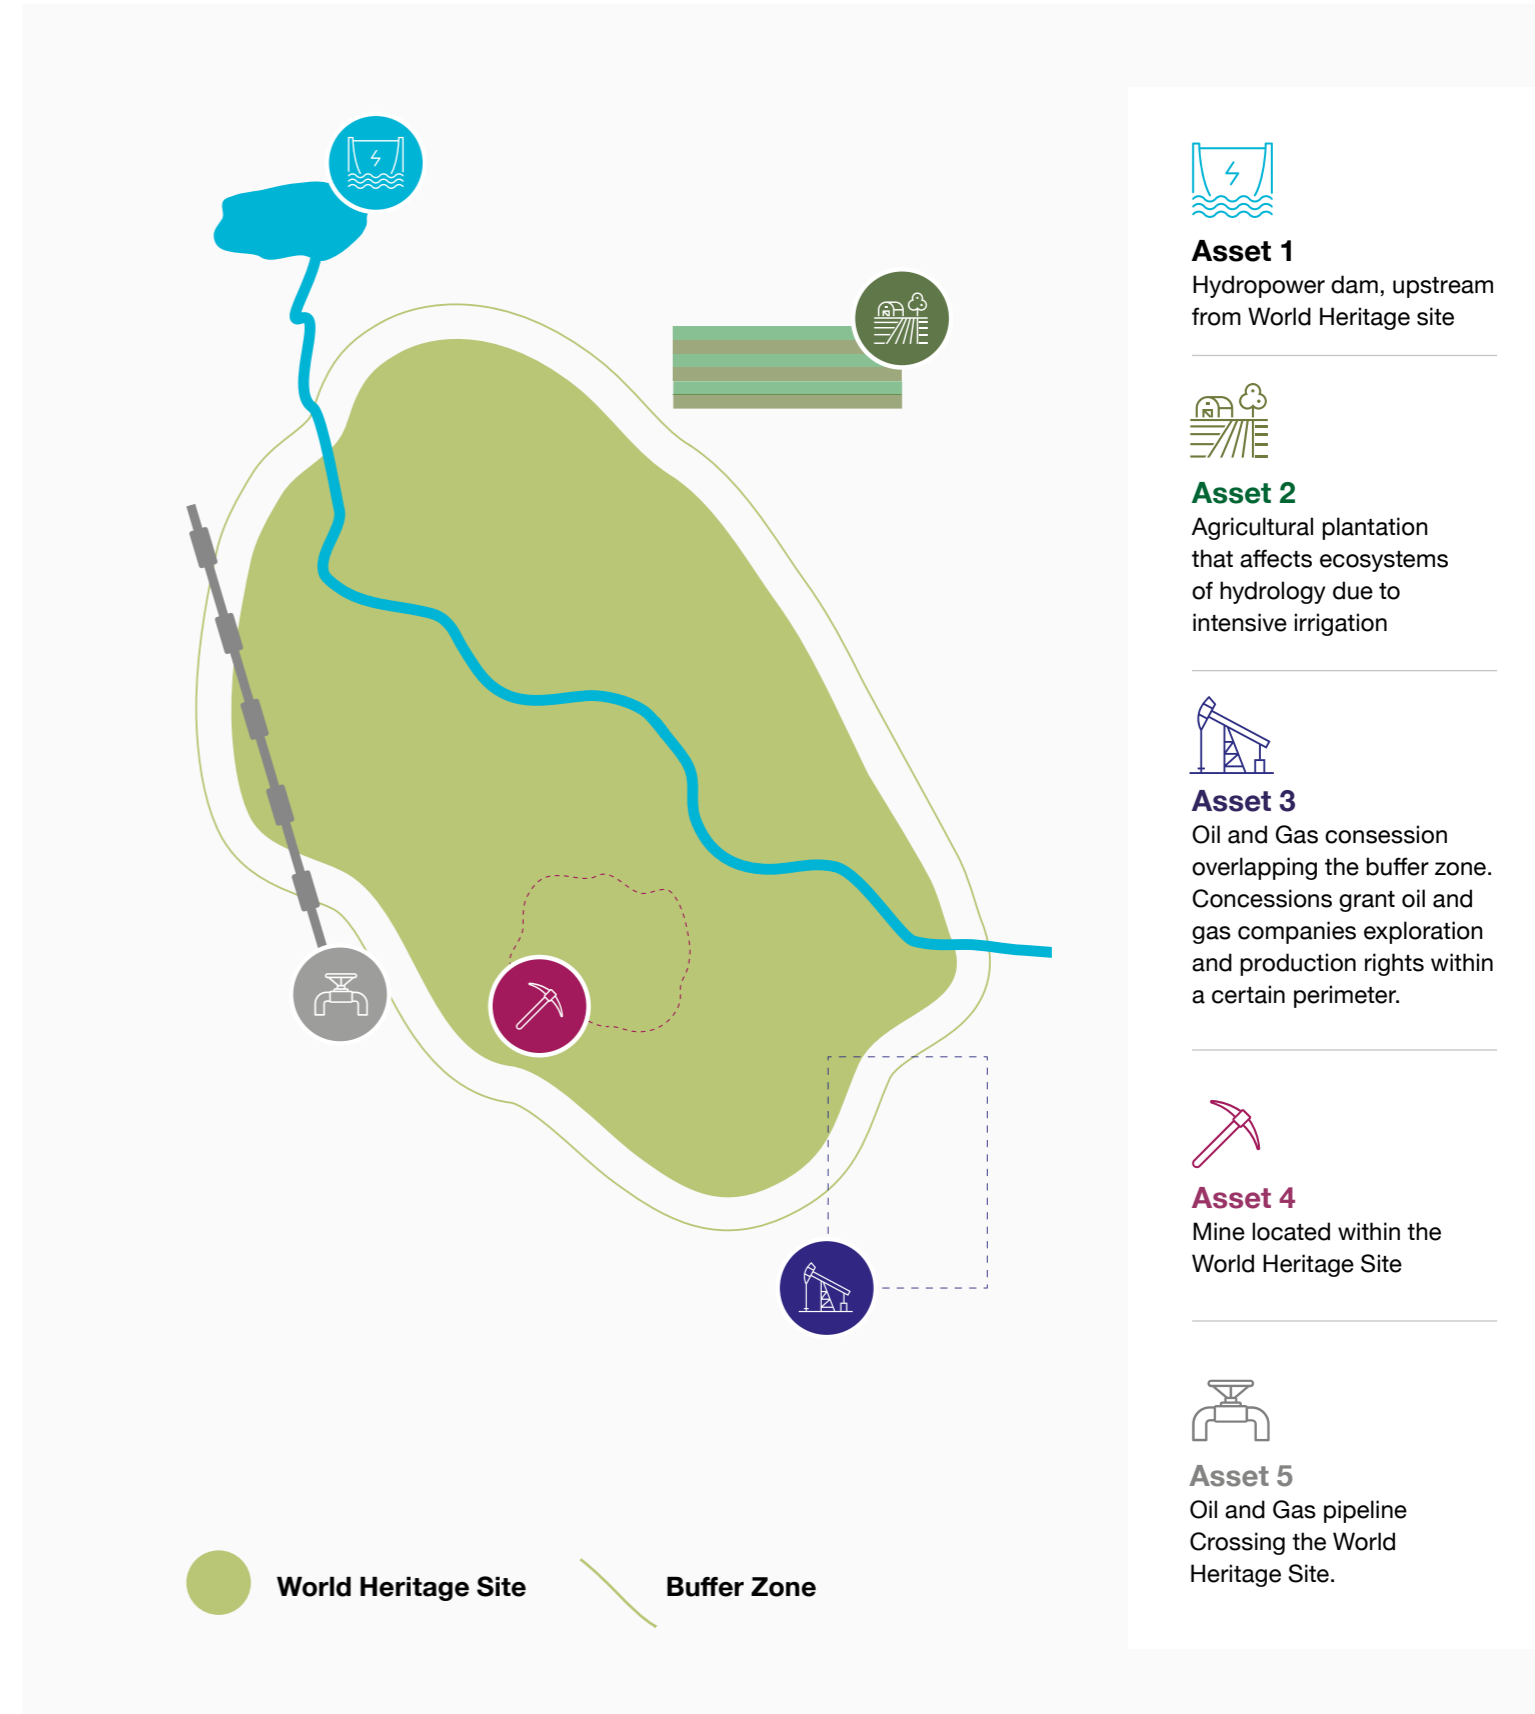 Asset 1
Hydropower dam, upstream
from World Heritage site
Asset 2
Agricultural plantation
that affects ecosystems
of hydrology due to
intensive irrigation
Asset 3
Oil and Gas consession
overlapping the buffer zone.
Concessions grant oil and
gas companies exploration
and production rights within
a certain perimeter.
Asset 4
Mine located within the
World Heritage Site
Asset 5
Oil and Gas pipeline
Crossing the World
Heritage Site.
World Heritage Site
Buffer Zone